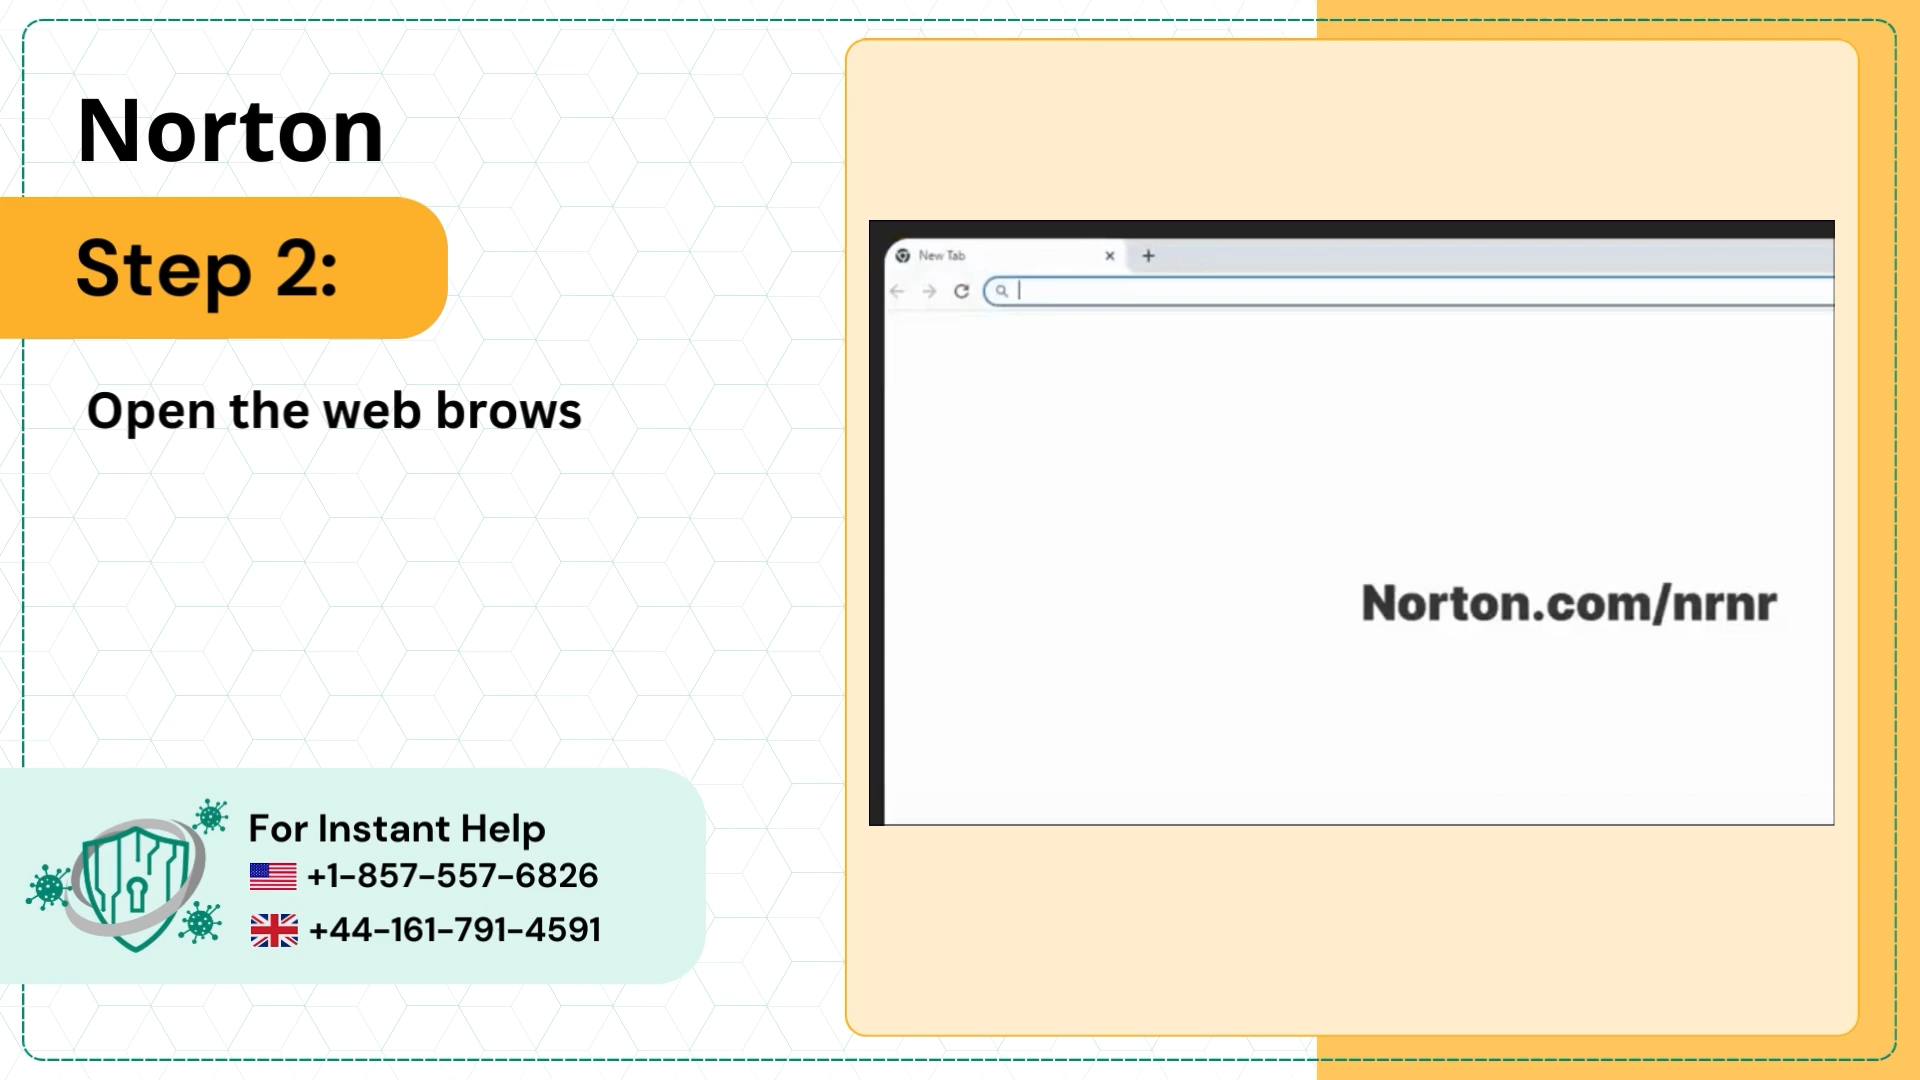 Norton
Step 2:
Open the web brows
New Tab
Norton.com/nrnr
For Instant Help
+1-857-557-6826
+44-161-791-4591